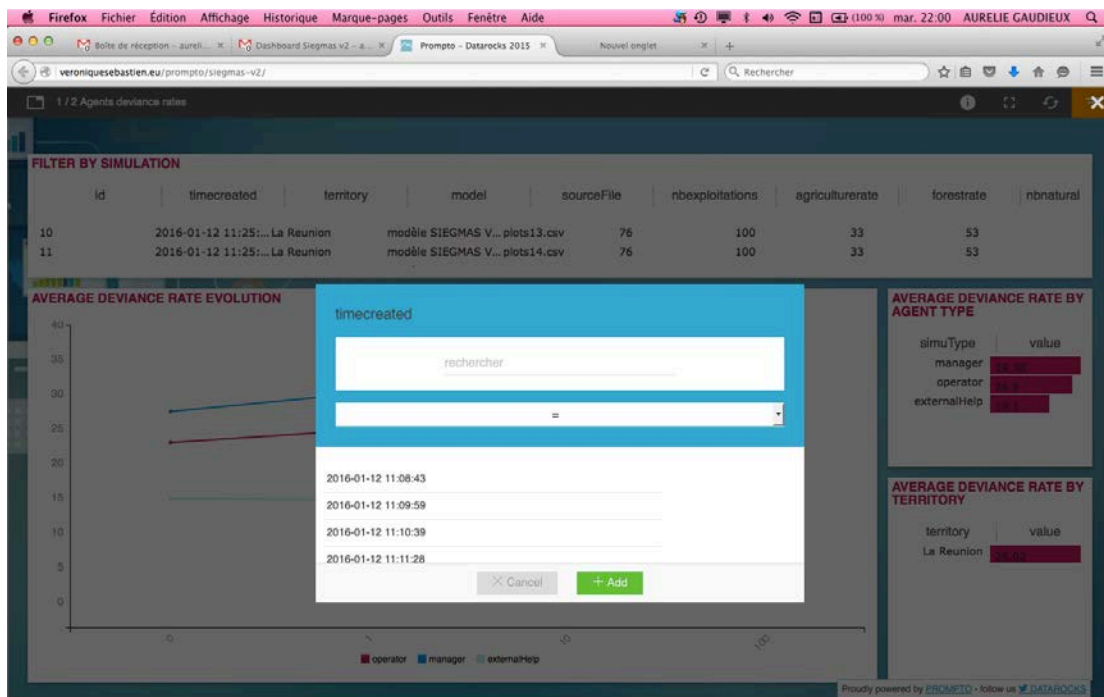 Firefox Fichier Édition Affichage Historique Marque-pages Outils Fenêtre Aide (100 %) mar. 22:00 AURELIE GAUDIEUX
Boîte de réception - aureli... Dashboard Siegmas v2 - a... Prompto - Datarocks 2015 Nouvel onglet
veroniquesebastien.eu/prompto/siegmas-v2/ Rechercher
1 / 2 Agents deviance rates
FILTER BY SIMULATION
id timecreated territory model sourceFile nbexploitations agriculturerate forestrate nbnatural
10 2016-01-12 11:25:... La Reunion modèle SIEGMAS V... plots13.csv 76 100 33 53
11 2016-01-12 11:25:... La Reunion modèle SIEGMAS V... plots14.csv 76 100 33 53
AVERAGE DEVIANCE RATE EVOLUTION
40
35
30
25
20
15
10
5
0
0 1 10 100
operator manager externalHelp
timecreated
rechercher
=
2016-01-12 11:08:43
2016-01-12 11:09:59
2016-01-12 11:10:39
2016-01-12 11:11:28
Cancel + Add
AVERAGE DEVIANCE RATE BY
AGENT TYPE
simuType value
manager
operator
externalHelp
AVERAGE DEVIANCE RATE BY
TERRITORY
territory value
La Reunion
Proudly powered by PROMPTO - follow us DATAROCKS